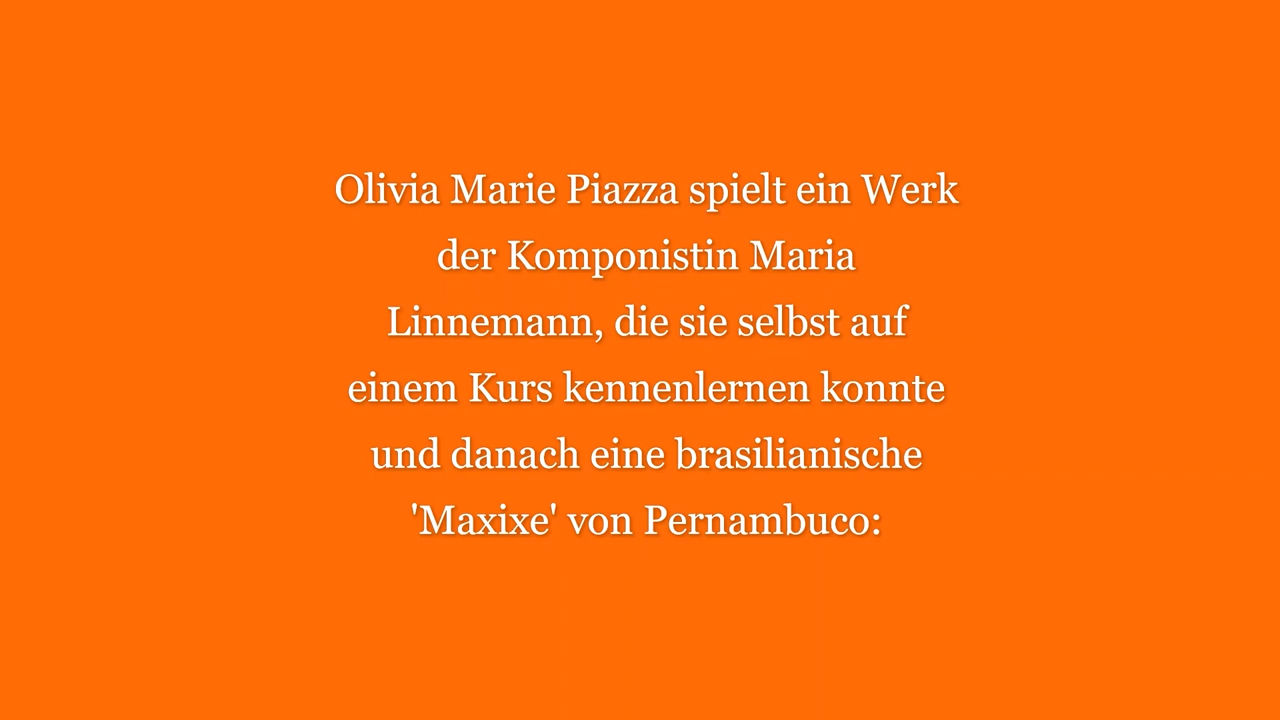 Olivia Marie Piazza spielt ein Werk
der Komponistin Maria
Linnemann, die sie selbst auf
einem Kurs kennenlernen konnte
und danach eine brasilianische
'Maxixe' von Pernambuco: